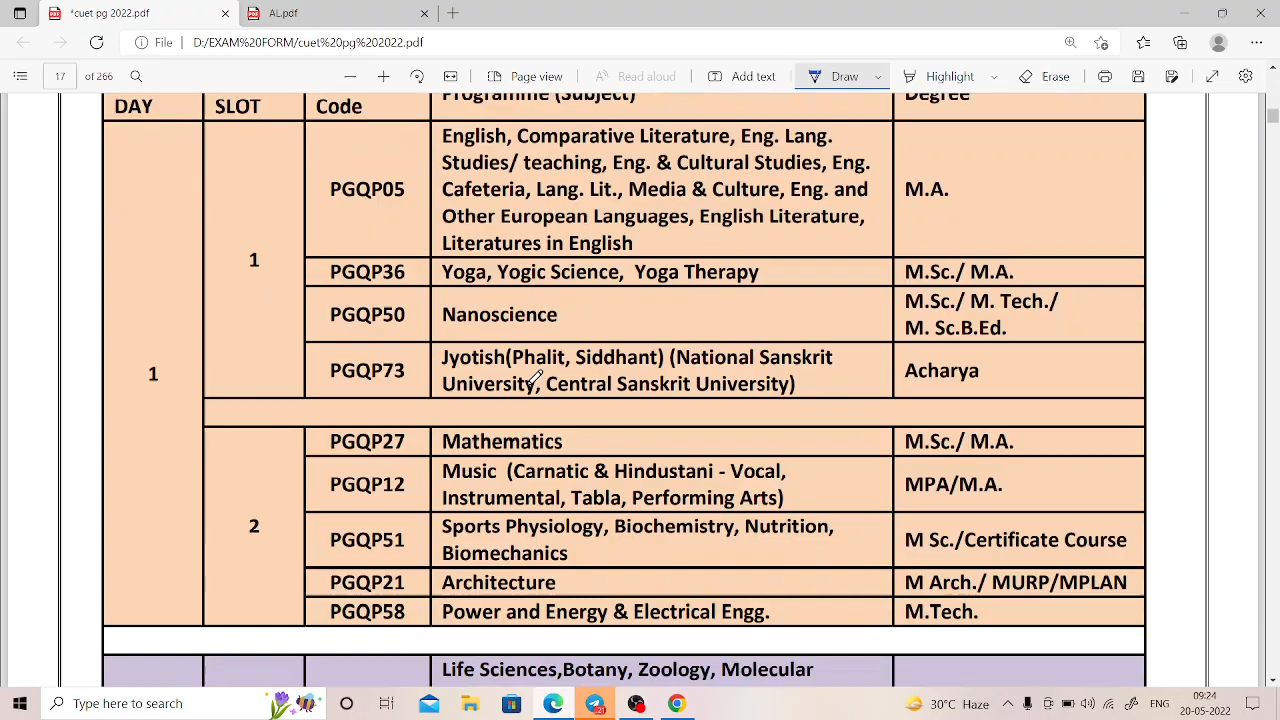 *cuet pg 2022.pdf
AL.pdf
File
D:/EXAM%20FORM/cuet%20pg%202022.pdf
17
of 266
Page view
Read aloud
Add text
Draw
Highlight
Erase
DAY
SLOT
Code
Programme (Subject)
Degree
1
1
PGQP05
English, Comparative Literature, Eng. Lang.
Studies/ teaching, Eng. & Cultural Studies, Eng.
Cafeteria, Lang. Lit., Media & Culture, Eng. and
Other European Languages, English Literature,
Literatures in English
M.A.
PGQP36
Yoga, Yogic Science, Yoga Therapy
M.Sc./ M.A.
PGQP50
Nanoscience
M.Sc./ M. Tech./
M. Sc.B.Ed.
PGQP73
Jyotish(Phalit, Siddhant) (National Sanskrit
University, Central Sanskrit University)
Acharya
2
PGQP27
Mathematics
M.Sc./ M.A.
PGQP12
Music (Carnatic & Hindustani - Vocal,
Instrumental, Tabla, Performing Arts)
MPA/M.A.
PGQP51
Sports Physiology, Biochemistry, Nutrition,
Biomechanics
M Sc./Certificate Course
PGQP21
Architecture
M Arch./ MURP/MPLAN
PGQP58
Power and Energy & Electrical Engg.
M.Tech.
Life Sciences,Botany, Zoology, Molecular
Type here to search
30°C Haze
ENG
09:24
20-05-2022